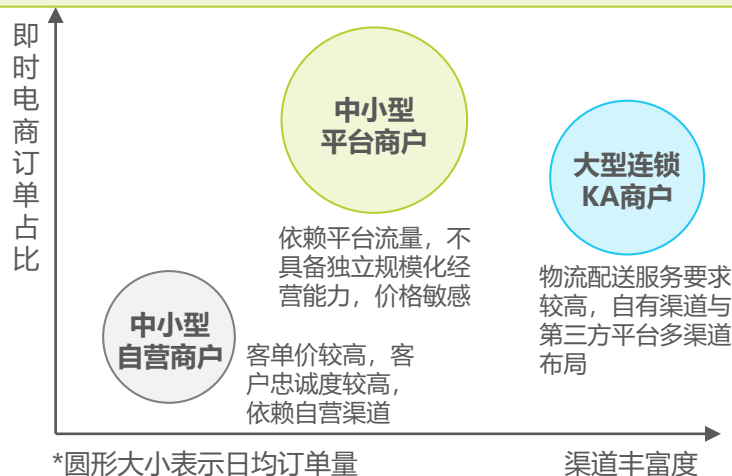 即时电商订单占比
中小型
平台商户
大型连锁
KA商户
依赖平台流量，不
具备独立规模化经
营能力，价格敏感
物流配送服务要求
较高，自有渠道与
第三方平台多渠道
布局
中小型
自营商户
客单价较高，客
户忠诚度较高，
依赖自营渠道
*圆形大小表示日均订单量
渠道丰富度